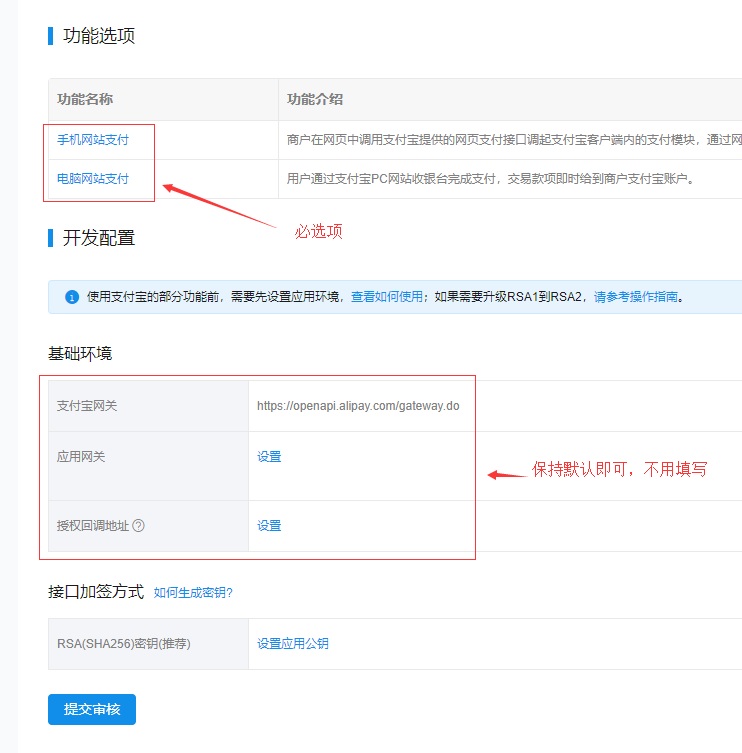 功能选项
功能名称 功能介绍
手机网站支付 商户在网页中调用支付宝提供的网页支付接口调起支付宝客户端内的支付模块，通过网
电脑网站支付 用户通过支付宝PC网站收银台完成支付，交易款项即时给到商户支付宝账户。
必选项
开发配置
使用支付宝的部分功能前，需要先设置应用环境，查看如何使用；如果需要升级RSA1到RSA2，请参考操作指南。
基础环境
支付宝网关 https://openapi.alipay.com/gateway.do
应用网关 设置
保持默认即可，不用填写
授权回调地址 ? 设置
接口加签方式 如何生成密钥?
RSA(SHA256)密钥(推荐) 设置应用公钥
提交审核